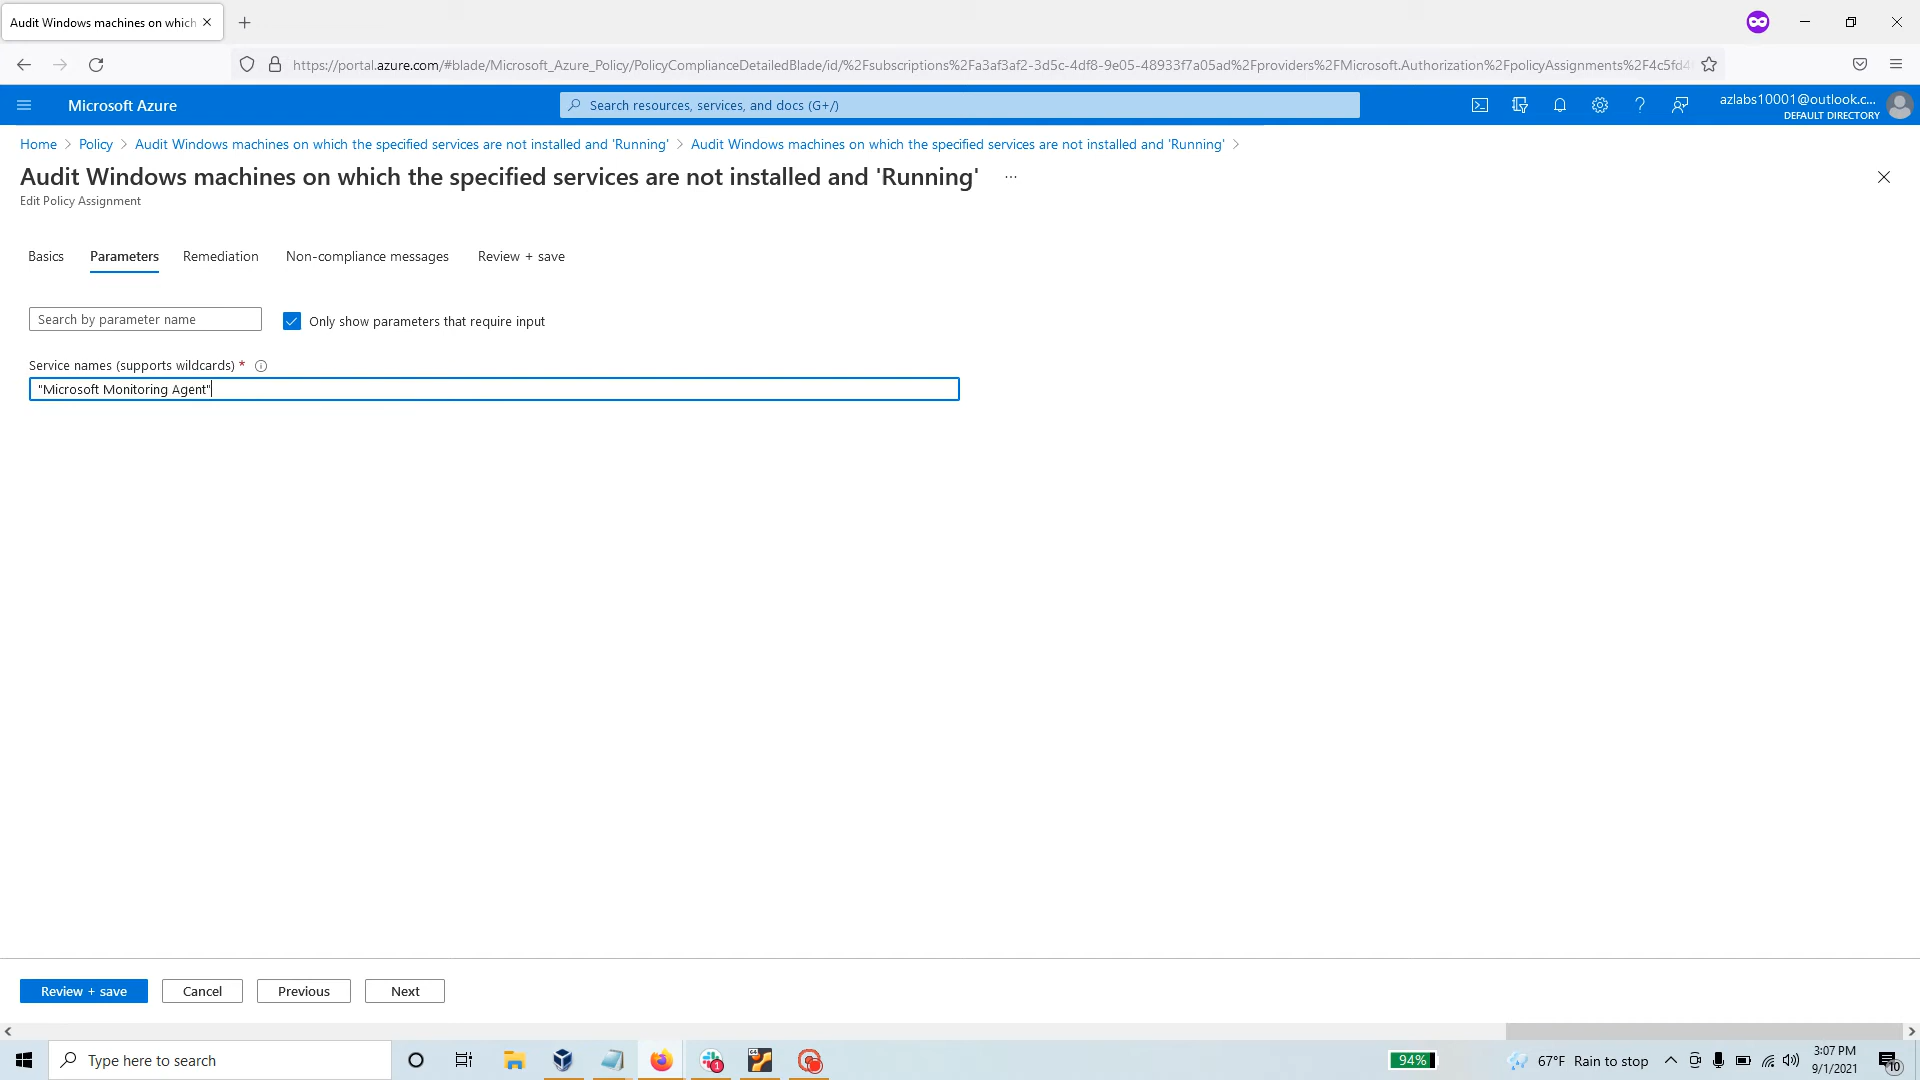 Audit Windows machines on which
https://portal.azure.com/#blade/Microsoft_Azure_Policy/PolicyComplianceDetailedBlade/id/%2Fsubscriptions%2Fa3af3af2-3d5c-4df8-9e05-48933f7a05ad%2Fproviders%2FMicrosoft.Authorization%2FpolicyAssignments%2F4c5fd4
Microsoft Azure
Search resources, services, and docs (G+/)
azlabs10001@outlook.c...
DEFAULT DIRECTORY
Home > Policy > Audit Windows machines on which the specified services are not installed and 'Running' > Audit Windows machines on which the specified services are not installed and 'Running' >
Audit Windows machines on which the specified services are not installed and 'Running' ...
Edit Policy Assignment
Basics Parameters Remediation Non-compliance messages Review + save
Search by parameter name
Only show parameters that require input
Service names (supports wildcards) *
"Microsoft Monitoring Agent"
Review + save Cancel Previous Next
Type here to search
1
64
94%
67°F Rain to stop
3:07 PM
9/1/2021
10